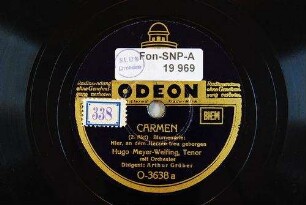 Fon-SNP-A
19 969
ODEON
338
BIEM
CARMEN
(2. Akt) Blumenarie:
Hier, an dem Herzen treu geborgen
Hugo Meyer-Welfing, Tenor
mit Orchester
Dirigent: Arthur Grüber
O-3638 a